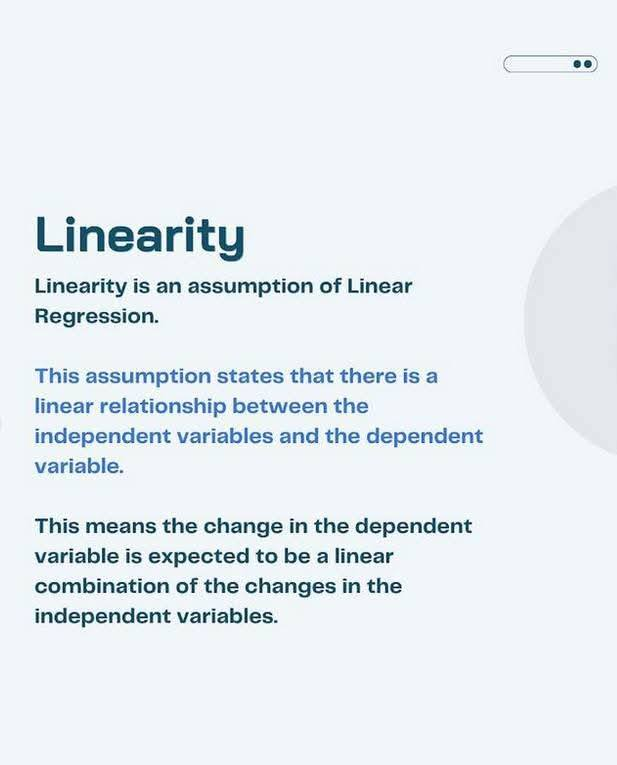 Linearity
Linearity is an assumption of Linear
Regression.
This assumption states that there is a
linear relationship between the
independent variables and the dependent
variable.
This means the change in the dependent
variable is expected to be a linear
combination of the changes in the
independent variables.